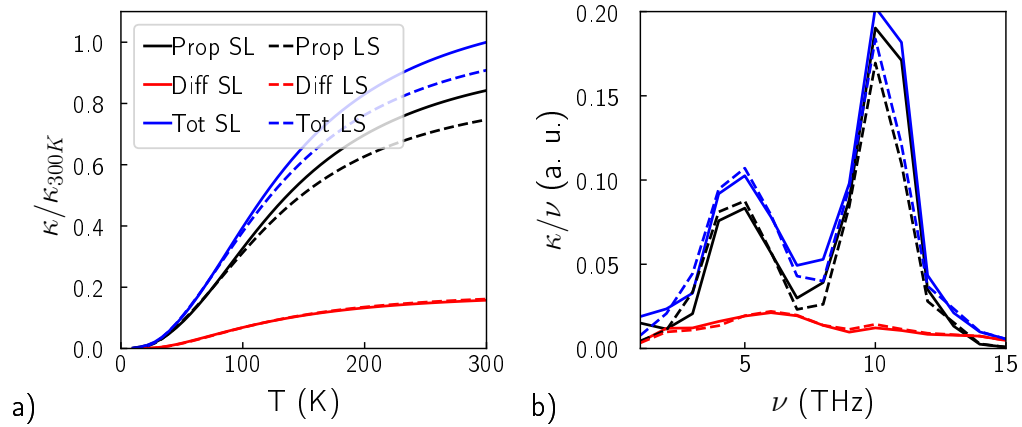 1.0
0.8
0.6
0.4
0.2
0.0
κ/κ300K
Prop SL
Diff SL
Tot SL
Prop LS
Diff LS
Tot LS
0
100
200
300
T (K)
a)
0.20
0.15
0.10
0.05
0.00
κ/ν (a. u.)
5
10
15
ν (THz)
b)